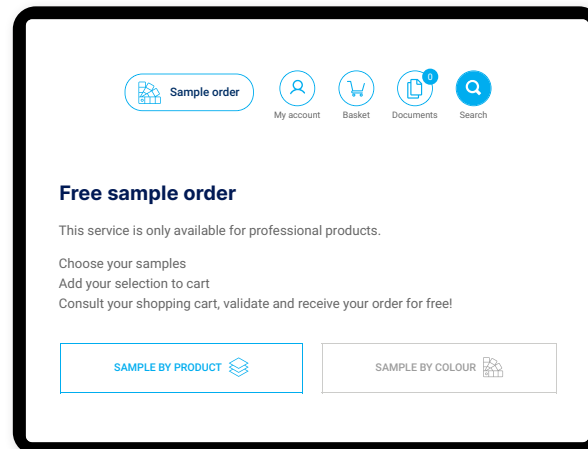 Sample order
0
My account
Basket
Documents
Search
Free sample order
This service is only available for professional products.
Choose your samples
Add your selection to cart
Consult your shopping cart, validate and receive your order for free!
SAMPLE BY PRODUCT
SAMPLE BY COLOUR